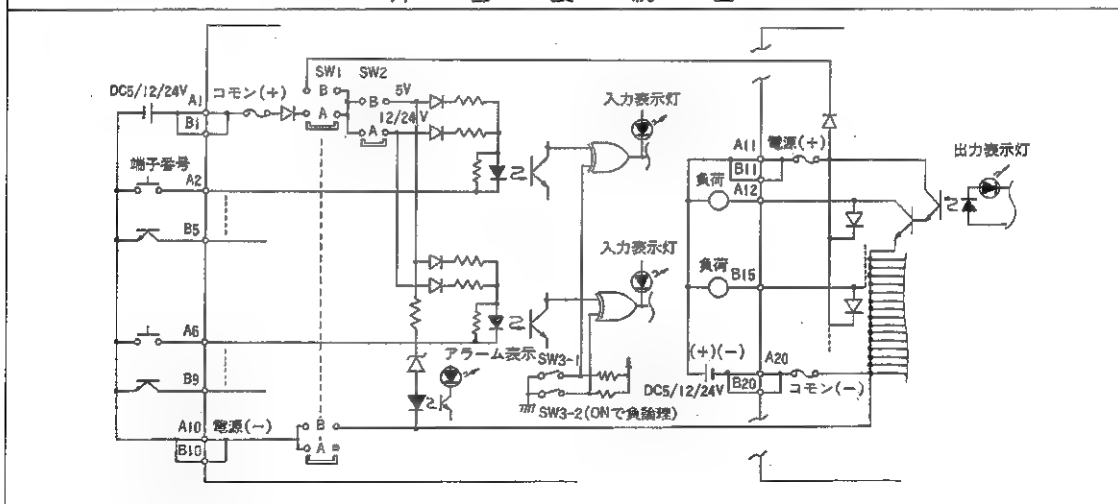 SW1 SW2
DC5/12/24V
A1
コモン(+)
B
B
5V
B1
A
A
12/24V
入力表示灯
端子番号
A2
B5
A11
電源(+)
B11
A12
負荷
出力表示灯
入力表示灯
負荷
B15
A6
アラーム表示
SW3-1
B9
(+)(-)
A20
DC5/12/24V
B20
コモン(-)
SW3-2(ONで負論理)
A10
電源(-)
B
B10
A